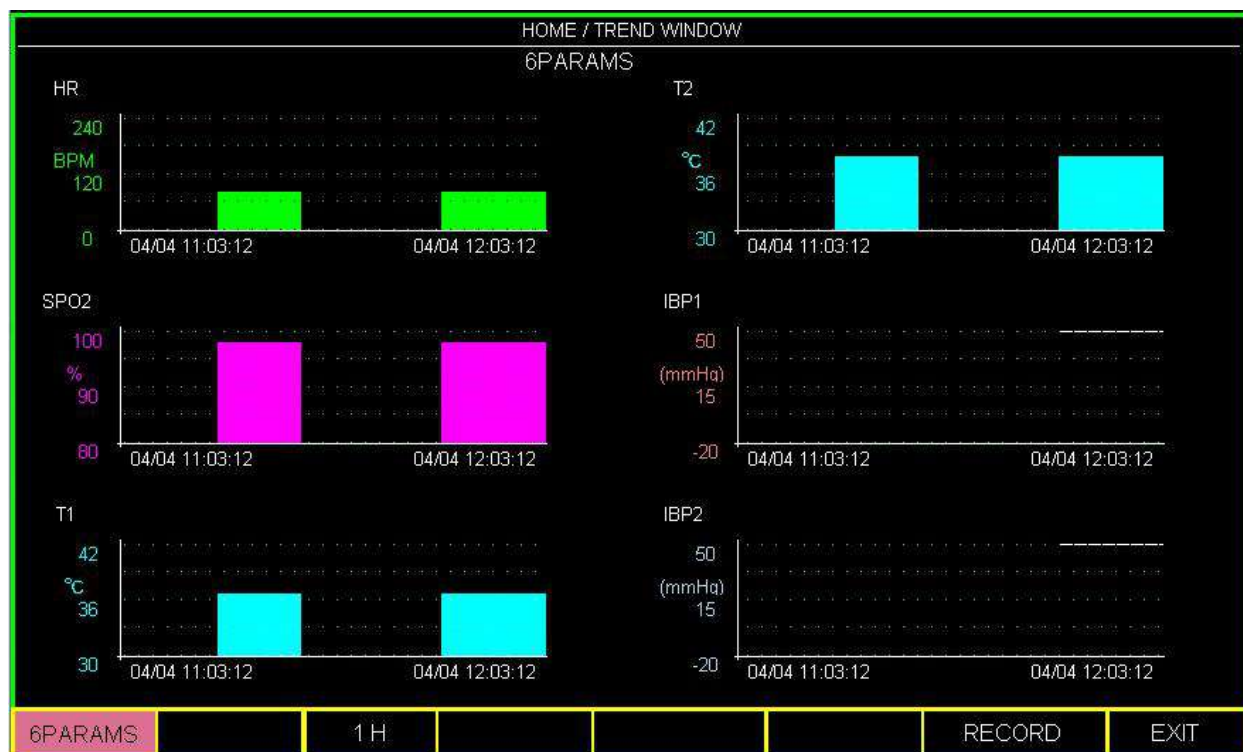 HOME / TREND WINDOW
6PARAMS
HR
240
BPM
120
0
04/04 11:03:12
04/04 12:03:12
T2
42
°C
36
30
04/04 11:03:12
04/04 12:03:12
SPO2
100
%
90
80
04/04 11:03:12
04/04 12:03:12
IBP1
50
(mmHg)
15
-20
04/04 11:03:12
04/04 12:03:12
T1
42
°C
36
30
04/04 11:03:12
04/04 12:03:12
IBP2
50
(mmHg)
15
-20
04/04 11:03:12
04/04 12:03:12
6PARAMS 1 H RECORD EXIT